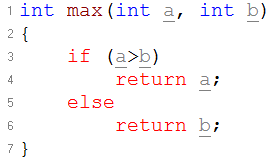 1 int max(int a, int b)
2 {
3     if (a>b)
4         return a;
5     else
6         return b;
7 }